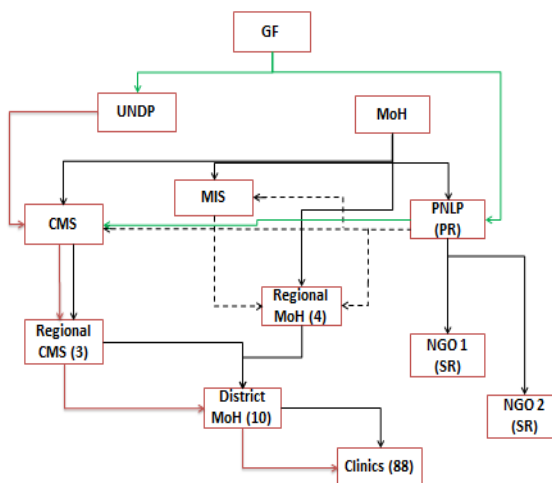 GF
UNDP
MoH
MIS
CMS
PNLP
(PR)
Regional
MoH (4)
Regional
CMS (3)
NGO 1
(SR)
District
MoH (10)
NGO 2
(SR)
Clinics (88)